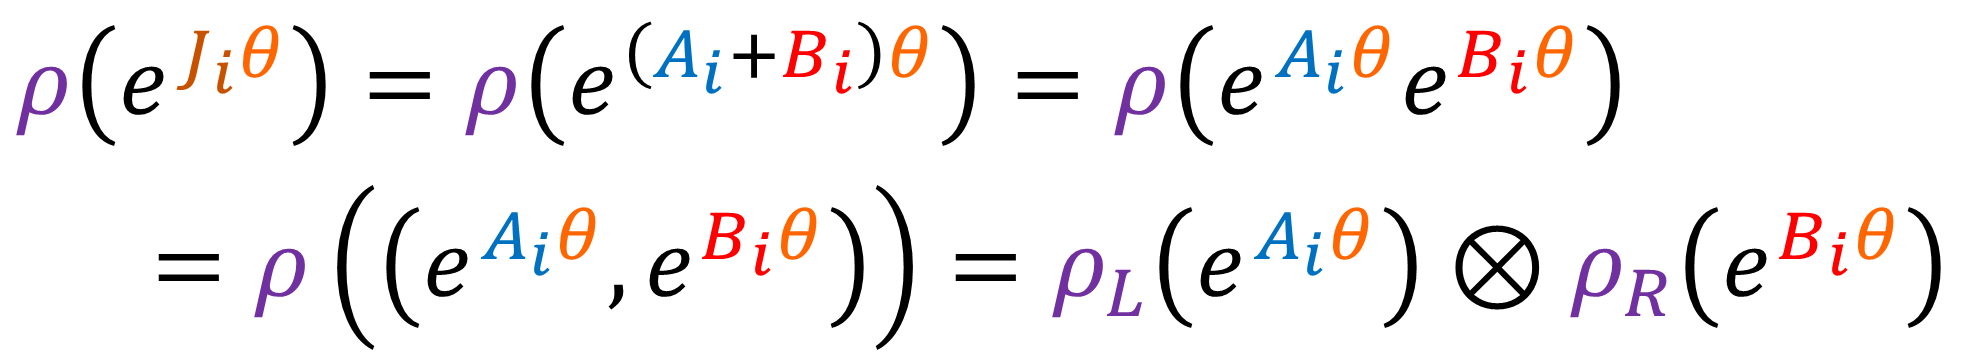 ρ(e^{J_i θ}) = ρ(e^{(A_i+B_i)θ}) = ρ(e^{A_i θ} e^{B_i θ})
= ρ((e^{A_i θ}, e^{B_i θ})) = ρ_L(e^{A_i θ}) ⊗ ρ_R(e^{B_i θ})